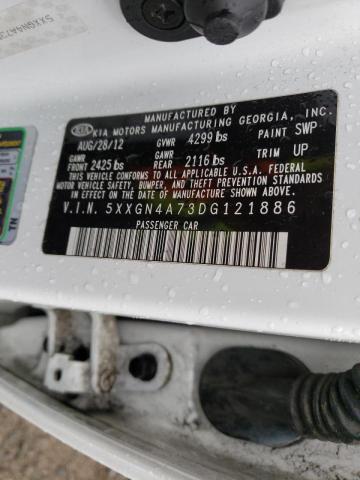 5XXGN4A73
MANUFACTURED BY
KIA KIA MOTORS MANUFACTURING GEORGIA, INC.
AUG/28/12 GVWR 4299 lbs PAINT SWP
GAWR FRONT 2425 lbs GAWR REAR 2116 lbs TRIM UP
THIS VEHICLE CONFORMS TO ALL APPLICABLE U.S.A. FEDERAL
MOTOR VEHICLE SAFETY, BUMPER, AND THEFT PREVENTION
STANDARDS IN EFFECT ON THE DATE OF MANUFACTURE
V.I.N. 5XXGN4A73DG121886
PASSENGER CAR